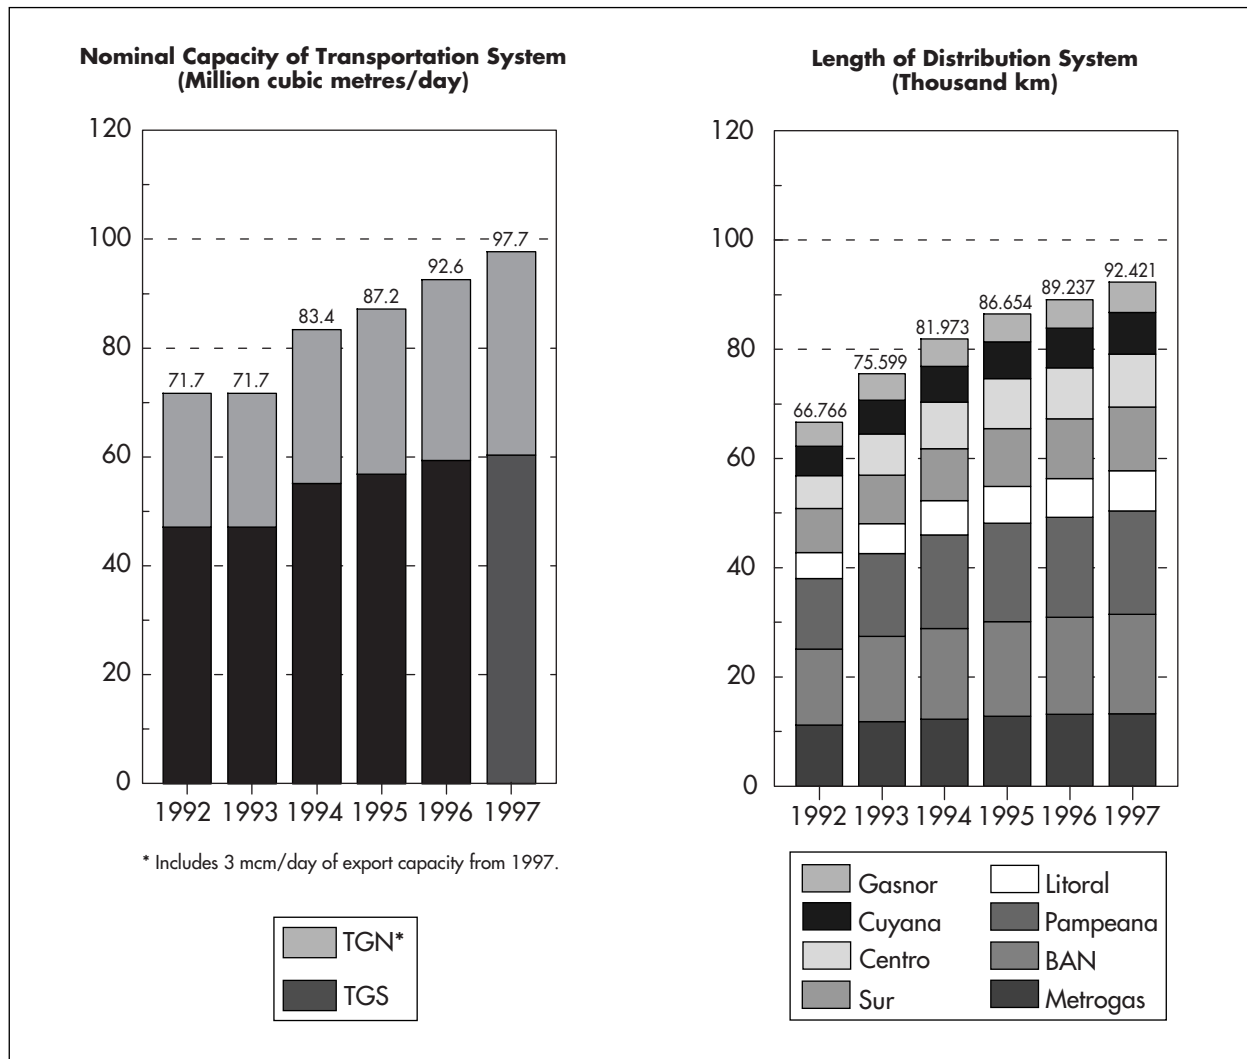 Nominal Capacity of Transportation System
(Million cubic metres/day)
120
100
80
60
40
20
0
71.7
71.7
83.4
87.2
92.6
97.7
1992 1993 1994 1995 1996 1997
* Includes 3 mcm/day of export capacity from 1997.
TGN*
TGS
Length of Distribution System
(Thousand km)
120
100
80
60
40
20
0
66.766
75.599
81.973
86.654
89.237
92.421
1992 1993 1994 1995 1996 1997
Gasnor
Cuyana
Centro
Sur
Litoral
Pampeana
BAN
Metrogas